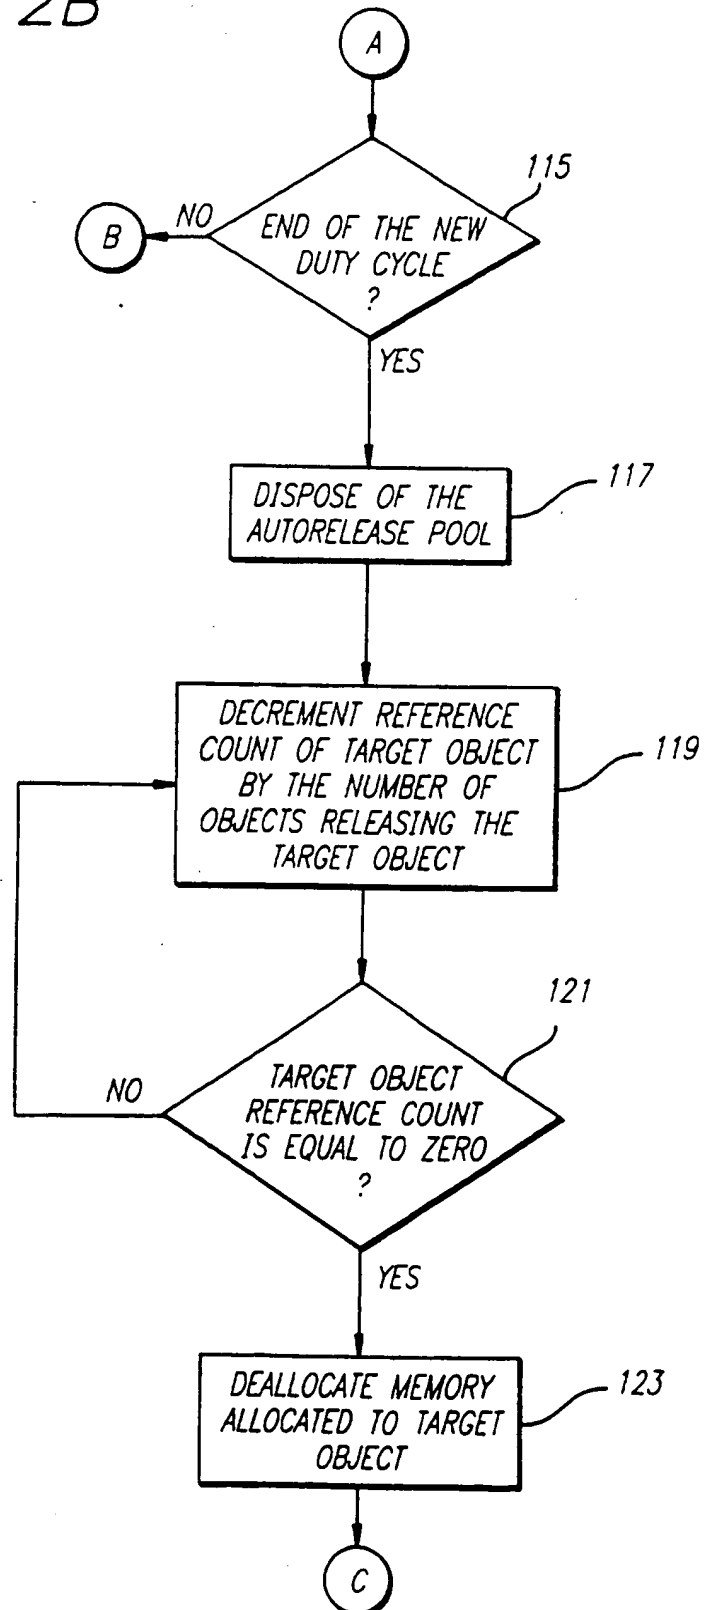 2B
A
115
END OF THE NEW
DUTY CYCLE
?
NO
B
YES
117
DISPOSE OF THE
AUTORELEASE POOL
DECREMENT REFERENCE
COUNT OF TARGET OBJECT
BY THE NUMBER OF
OBJECTS RELEASING THE
TARGET OBJECT
119
121
TARGET OBJECT
REFERENCE COUNT
IS EQUAL TO ZERO
?
NO
YES
DEALLOCATE MEMORY
ALLOCATED TO TARGET
OBJECT
123
C